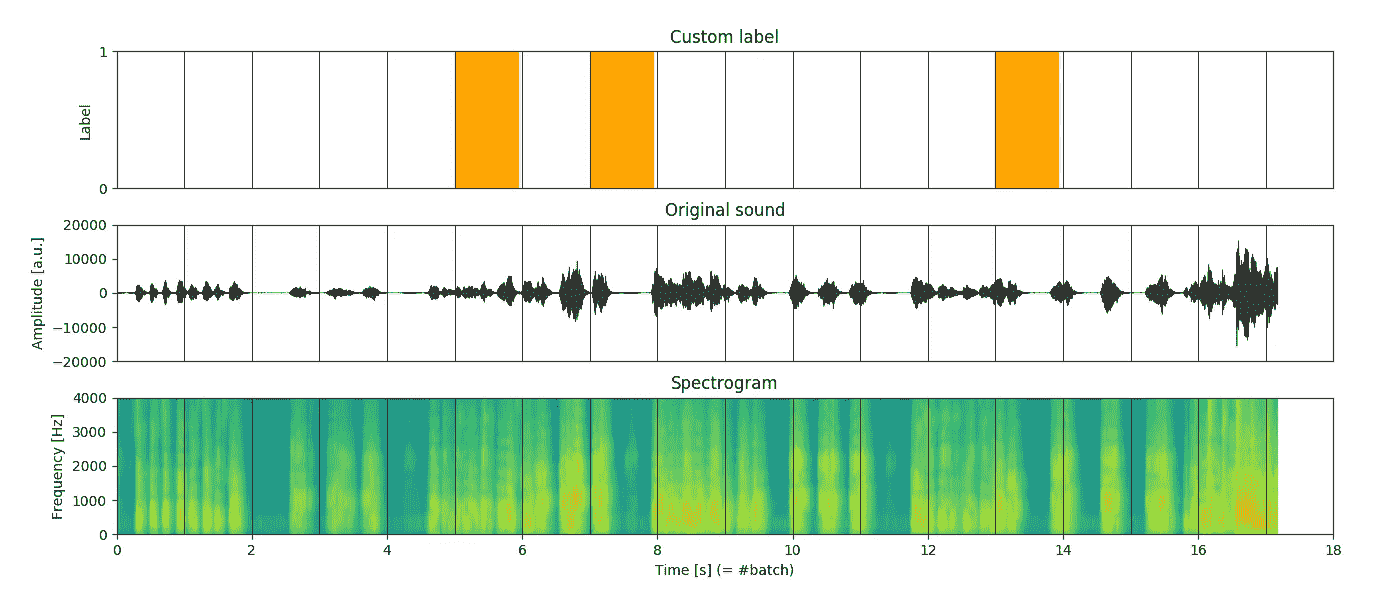 Custom label
1
Label
0
Original sound
20000
10000
0
−10000
−20000
Amplitude [a.u.]
Spectrogram
4000
3000
2000
1000
0
Frequency [Hz]
0 2 4 6 8 10 12 14 16 18
Time [s] (= #batch)